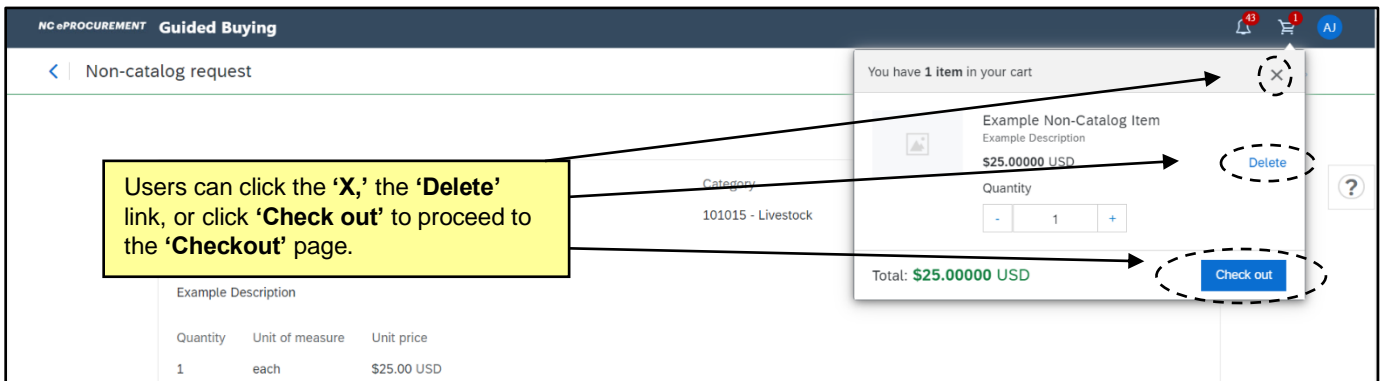 NC ePROCUREMENT Guided Buying
43
1
AJ
Non-catalog request
You have 1 item in your cart
Example Non-Catalog Item
Example Description
$25.00000 USD
Delete
Quantity
- 1 +
Total: $25.00000 USD
Check out
Users can click the ‘X,’ the ‘Delete’
link, or click ‘Check out’ to proceed to
the ‘Checkout’ page.
Category
101015 - Livestock
?
Example Description
Quantity Unit of measure Unit price
1 each $25.00 USD